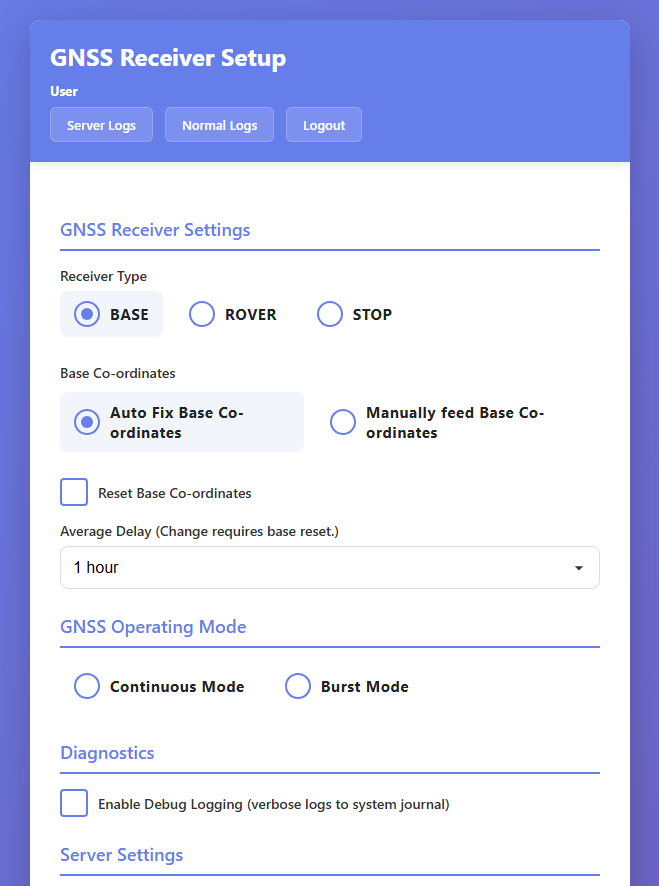 GNSS Receiver Setup
User
Server Logs
Normal Logs
Logout
GNSS Receiver Settings
Receiver Type
BASE
ROVER
STOP
Base Co-ordinates
Auto Fix Base Co-
ordinates
Manually feed Base Co-
ordinates
Reset Base Co-ordinates
Average Delay (Change requires base reset.)
1 hour
GNSS Operating Mode
Continuous Mode
Burst Mode
Diagnostics
Enable Debug Logging (verbose logs to system journal)
Server Settings